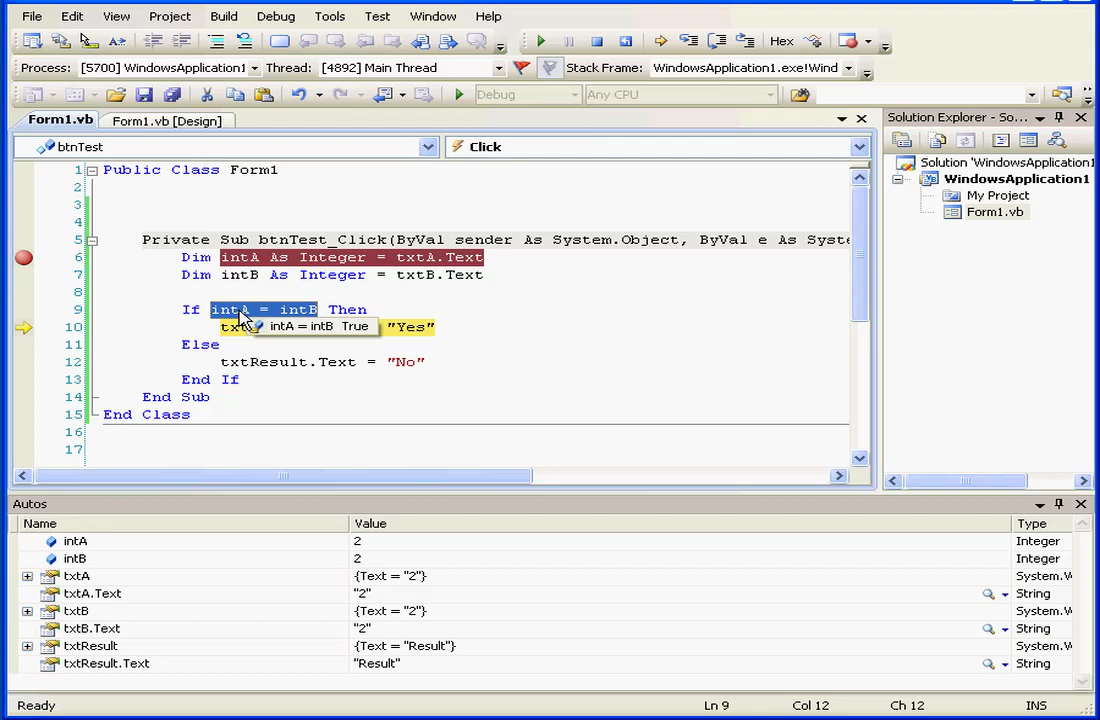 File Edit View Project Build Debug Tools Test Window Help
Hex
Process: [5700] WindowsApplication1 Thread: [4892] Main Thread Stack Frame: WindowsApplication1.exe!Wind
Debug Any CPU
Form1.vb Form1.vb [Design]
Solution Explorer - So...
btnTest Click
Solution 'WindowsApplication1
WindowsApplication1
My Project
Form1.vb
1 Public Class Form1
2
3
4
5 Private Sub btnTest_Click(ByVal sender As System.Object, ByVal e As Syste
6 Dim intA As Integer = txtA.Text
7 Dim intB As Integer = txtB.Text
8
9 If intA = intB Then
10 "Yes"
intA = intB True
11 Else
12 txtResult.Text = "No"
13 End If
14 End Sub
15 End Class
16
17
Autos
Name Value Type
intA 2 Integer
intB 2 Integer
txtA {Text = "2"} System.W
txtA.Text "2" String
txtB {Text = "2"} System.W
txtB.Text "2" String
txtResult {Text = "Result"} System.W
txtResult.Text "Result" String
Ready Ln 9 Col 12 Ch 12 INS